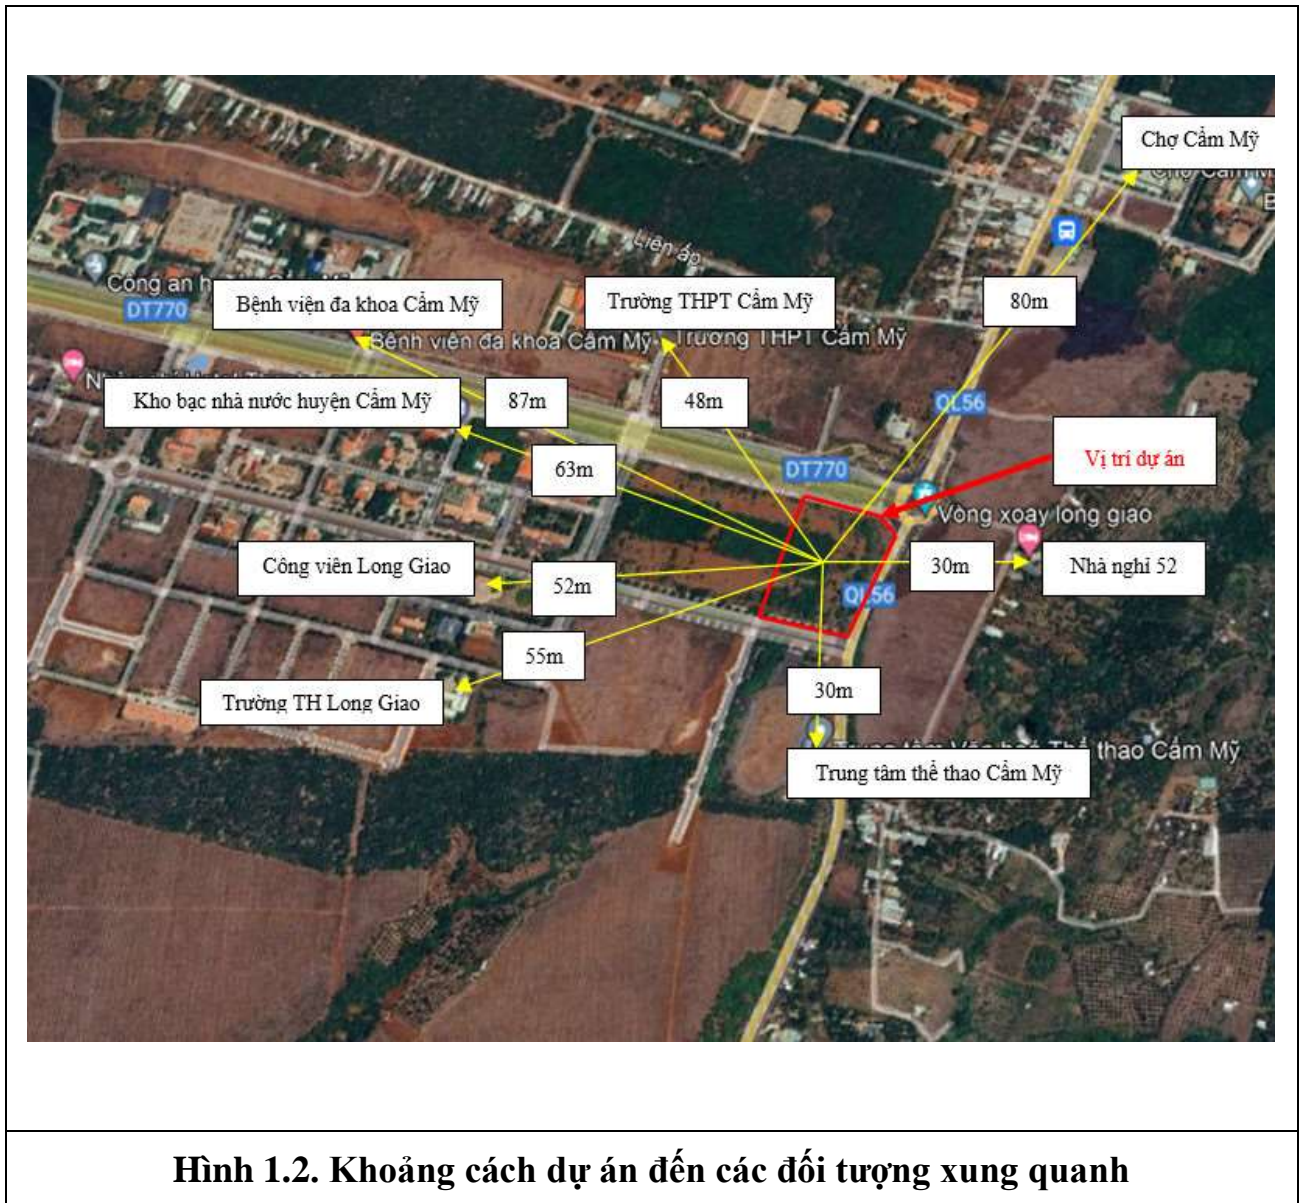 Chợ Cẩm Mỹ
Liên ấp
Công an h
DT770
Bệnh viện đa khoa Cẩm Mỹ
Trường THPT Cẩm Mỹ
80m
Bệnh viện đa khoa Cẩm Mỹ
Trường THPT Cẩm Mỹ
Kho bạc nhà nước huyện Cẩm Mỹ
87m
48m
QL56
Vị trí dự án
63m
DT770
Vòng xoay long giao
Công viên Long Giao
52m
30m
Nhà nghỉ 52
QL56
55m
Trường TH Long Giao
30m
thao Cẩm Mỹ
Trung tâm thể thao Cẩm Mỹ
Hình 1.2. Khoảng cách dự án đến các đối tượng xung quanh